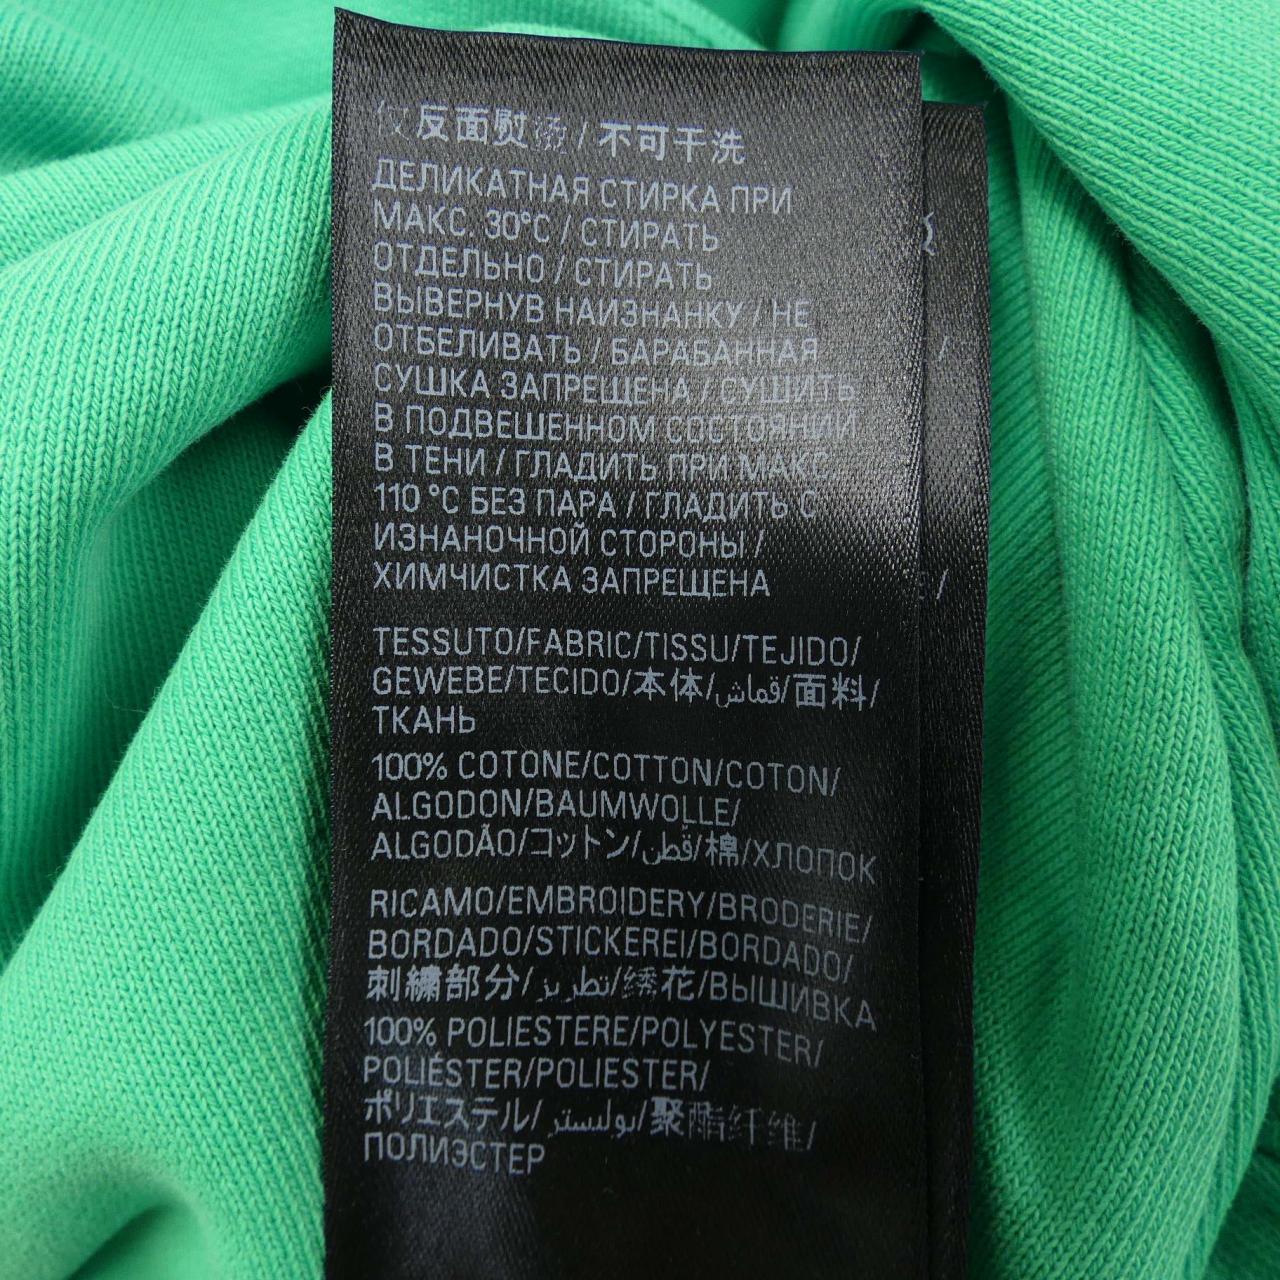 仅反面熨烫 / 不可干洗
ДЕЛИКАТНАЯ СТИРКА ПРИ
МАКС. 30°C / СТИРАТЬ
ОТДЕЛЬНО / СТИРАТЬ
ВЫВЕРНУВ НАИЗНАНКУ / НЕ
ОТБЕЛИВАТЬ / БАРАБАННАЯ
СУШКА ЗАПРЕЩЕНА / СУШИТЬ
В ПОДВЕШЕННОМ СОСТОЯНИИ
В ТЕНИ / ГЛАДИТЬ ПРИ МАКС.
110 °C БЕЗ ПАРА / ГЛАДИТЬ С
ИЗНАНОЧНОЙ СТОРОНЫ /
ХИМЧИСТКА ЗАПРЕЩЕНА
TESSUTO/FABRIC/TISSU/TEJIDO/
GEWEBE/TECIDO/本体/قماش/面料/
ТКАНЬ
100% COTONE/COTTON/COTON/
ALGODON/BAUMWOLLE/
ALGODÃO/コットン/قطن/棉/ХЛОПОК
RICAMO/EMBROIDERY/BRODERIE/
BORDADO/STICKEREI/BORDADO/
刺繍部分/تطريز/绣花/ВЫШИВКА
100% POLIESTERE/POLYESTER/
POLIÉSTER/POLIESTER/
ポリエステル/بوليستر/聚酯纤维/
ПОЛИЭСТЕР